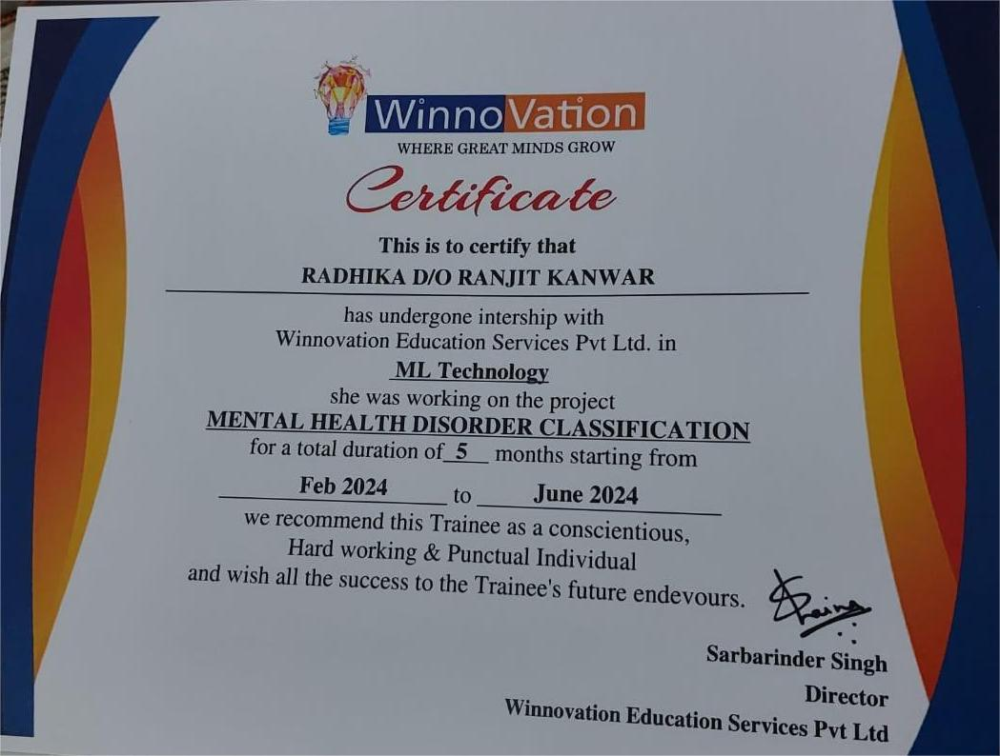 WinnoVation
WHERE GREAT MINDS GROW
Certificate
This is to certify that
RADHIKA D/O RANJIT KANWAR
has undergone intership with
Winnovation Education Services Pvt Ltd. in
ML Technology
she was working on the project
MENTAL HEALTH DISORDER CLASSIFICATION
for a total duration of 5 months starting from
Feb 2024 to June 2024
we recommend this Trainee as a conscientious,
Hard working & Punctual Individual
and wish all the success to the Trainee's future endevours.
Sarbarinder Singh
Director
Winnovation Education Services Pvt Ltd